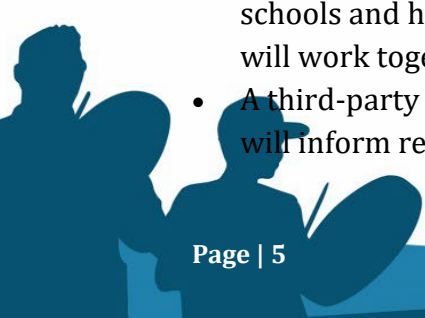 schools and h
will work toge
• A third-party
will inform re
Page | 5